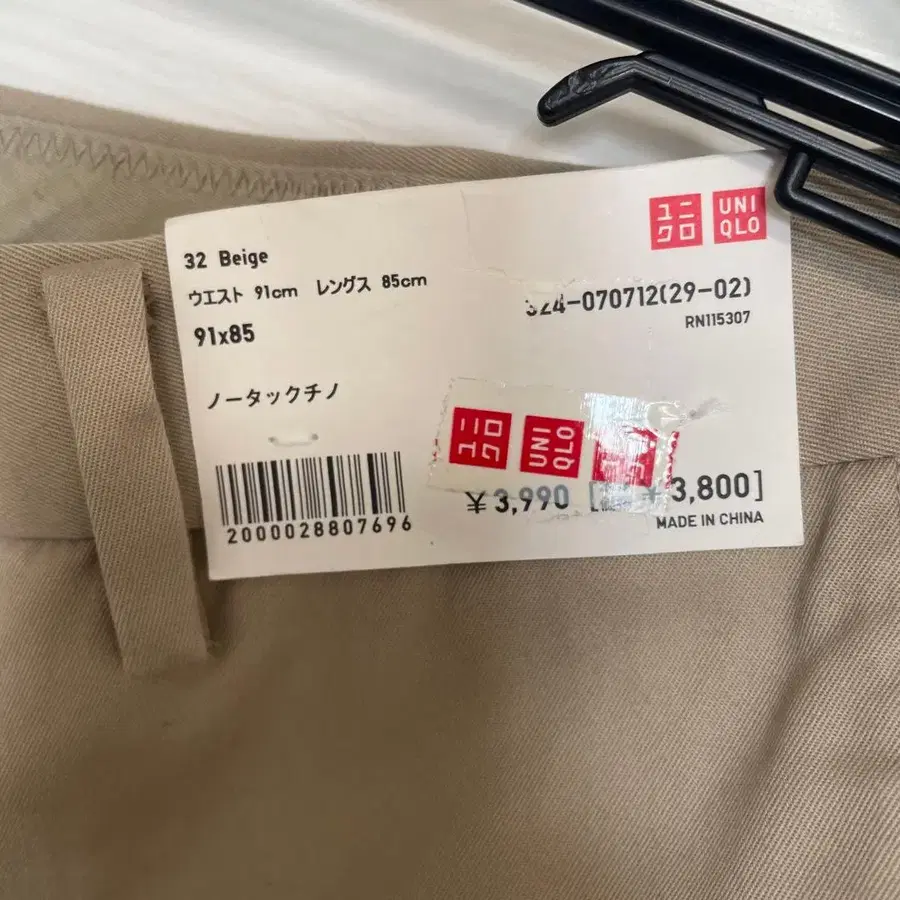 32 Beige
ウエスト 91cm レングス 85cm
91x85
ノータックチノ
2000028807696
ユニ
クロ
UNI
QLO
324-070712(29-02)
RN115307
ユニ
クロ
UNI
QLO
¥3,990 [ ¥3,800]
MADE IN CHINA